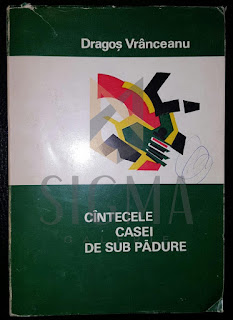 Dragoș Vrânceanu
SIGMA
CÎNTECELE
CASEI
DE SUB PĂDURE